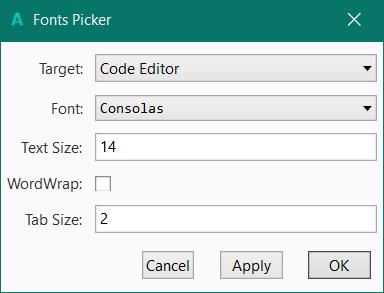 A Fonts Picker
Target: Code Editor
Font: Consolas
Text Size: 14
WordWrap:
Tab Size: 2
Cancel Apply OK